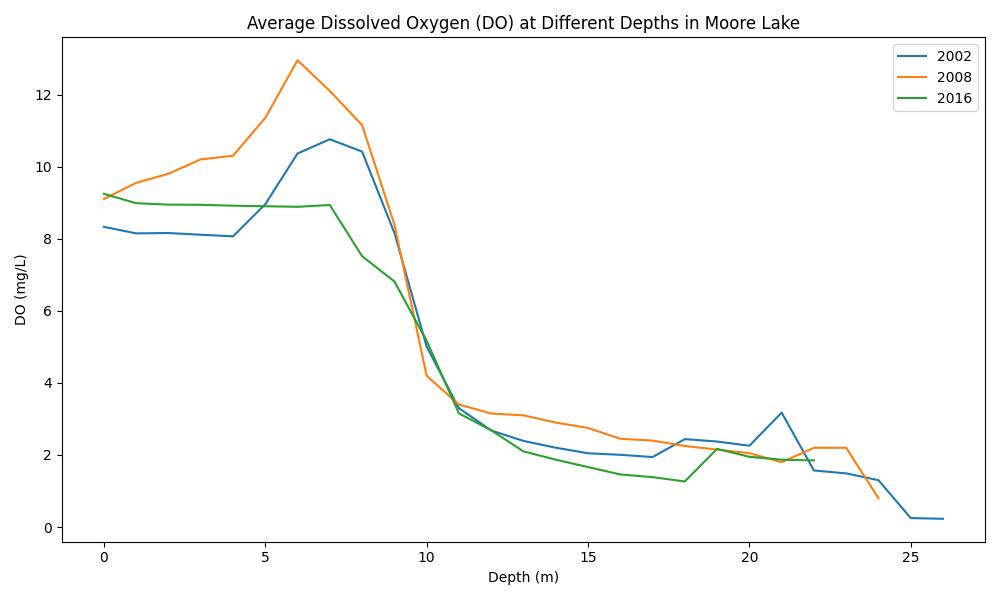 Average Dissolved Oxygen (DO) at Different Depths in Moore Lake
2002
2008
2016
12
10
8
6
4
2
0
DO (mg/L)
0 5 10 15 20 25
Depth (m)